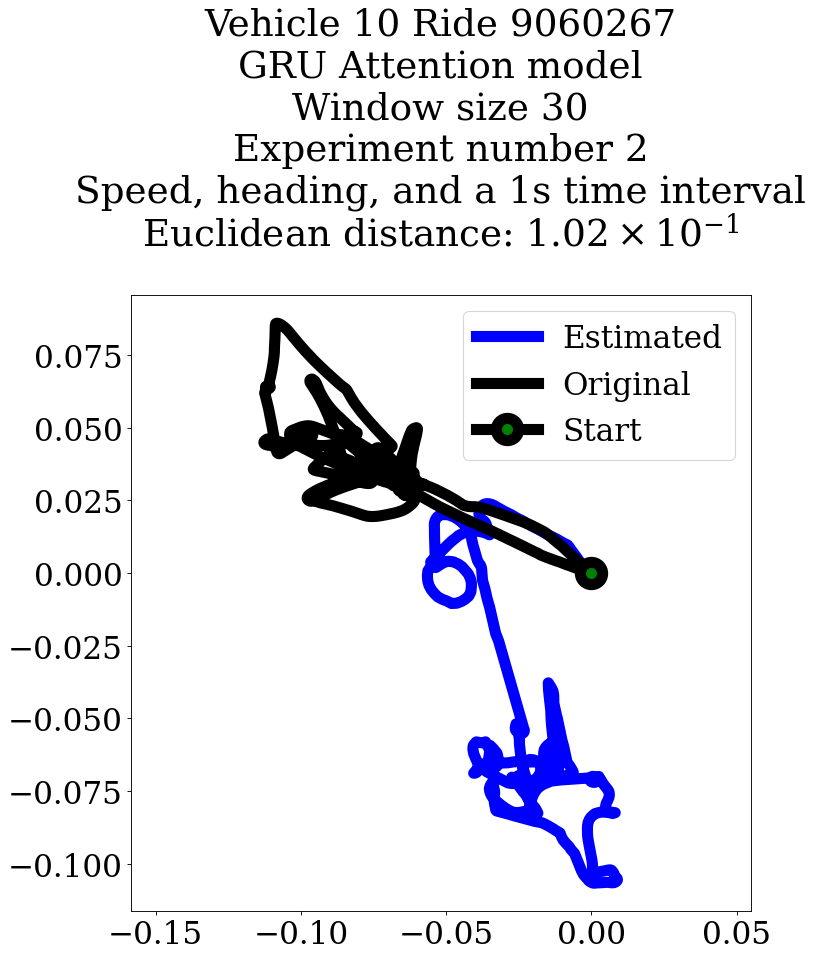 Vehicle 10 Ride 9060267
GRU Attention model
Window size 30
Experiment number 2
Speed, heading, and a 1s time interval
Euclidean distance: 1.02 × 10⁻¹
Estimated
Original
Start
0.075
0.050
0.025
0.000
−0.025
−0.050
−0.075
−0.100
−0.15 −0.10 −0.05 0.00 0.05